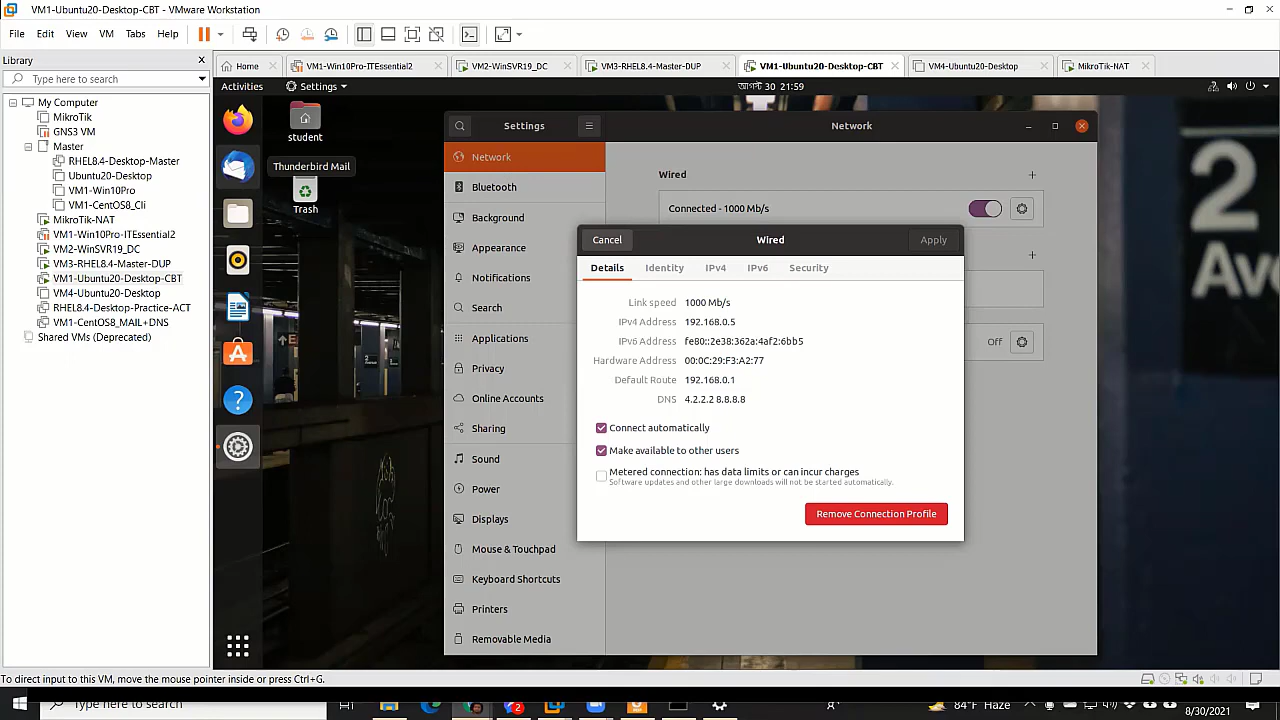 VM1-Ubuntu20-Desktop-CBT - VMware Workstation
File Edit View VM Tabs Help
Library
Type here to search
My Computer
MikroTik
GNS3 VM
Master
RHEL8.4-Desktop-Master
Ubuntu20-Desktop
VM1-Win10Pro
VM1-CentOS8_Cli
MikroTik-NAT
VM1-Win10Pro-ITEssential2
VM2-WinSVR19_DC
VM3-RHEL8.4-Master-DUP
VM1-Ubuntu20-Desktop-CBT
VM4-Ubuntu20-Desktop
RHEL8.4-Desktop-Practice-ACT
VM1-CentOS8_MAIL+DNS
Shared VMs (Deprecated)
Home VM1-Win10Pro-ITEssential2 VM2-WinSVR19_DC VM3-RHEL8.4-Master-DUP VM1-Ubuntu20-Desktop-CBT VM4-Ubuntu20-Desktop MikroTik-NAT
Activities Settings আগস্ট 30 21:59
student
Thunderbird Mail
Trash
Settings
Network
Bluetooth
Background
Appearance
Notifications
Search
Applications
Privacy
Online Accounts
Sharing
Sound
Power
Displays
Mouse & Touchpad
Keyboard Shortcuts
Printers
Removable Media
Network
Wired
Connected - 1000 Mb/s
Off
Cancel Wired Apply
Details Identity IPv4 IPv6 Security
Link speed 1000 Mb/s
IPv4 Address 192.168.0.5
IPv6 Address fe80::2e38:362a:4af2:6bb5
Hardware Address 00:0C:29:F3:A2:77
Default Route 192.168.0.1
DNS 4.2.2.2 8.8.8.8
Connect automatically
Make available to other users
Metered connection: has data limits or can incur charges
Software updates and other large downloads will not be started automatically.
Remove Connection Profile
2
A
To direct input to this VM, move the mouse pointer inside or press Ctrl+G.
Type here to search
2
84°F Haze
8/30/2021